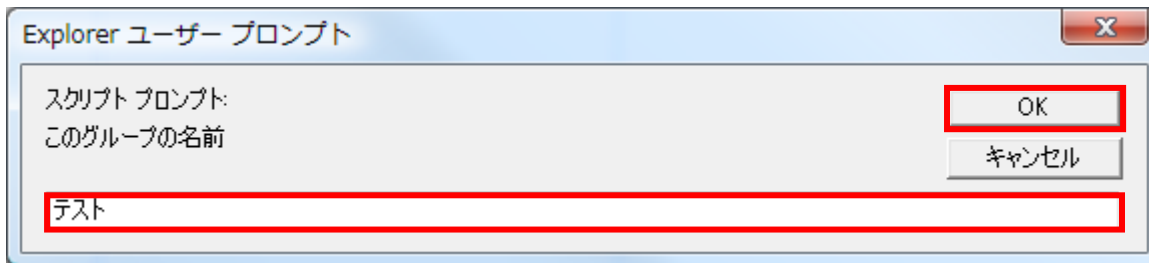 Explorer ユーザー プロンプト
スクリプト プロンプト:
このグループの名前
OK
キャンセル
テスト